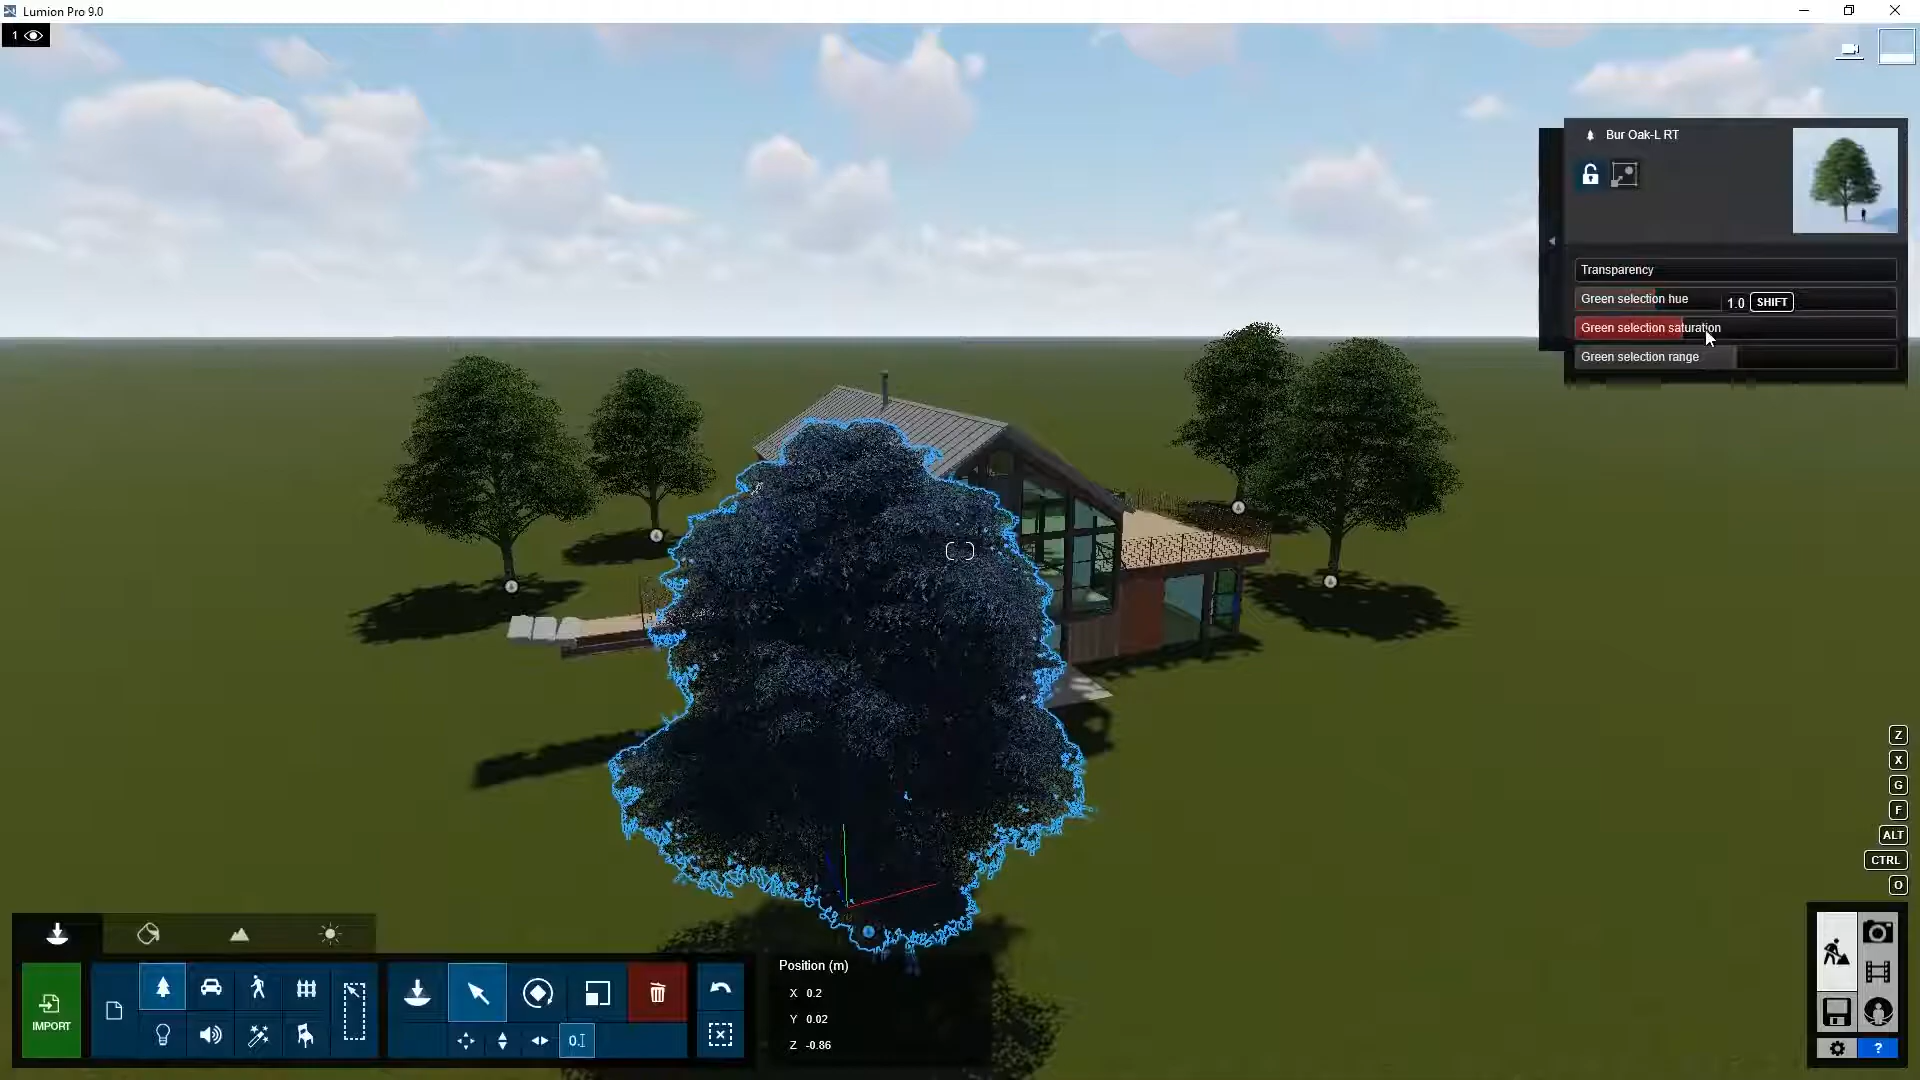 Lumion Pro 9.0
1
Bur Oak-L RT
Transparency
Green selection hue
1.0 SHIFT
Green selection saturation
Green selection range
Z
X
G
F
ALT
CTRL
O
Position (m)
X 0.2
Y 0.02
Z -0.86
IMPORT
?